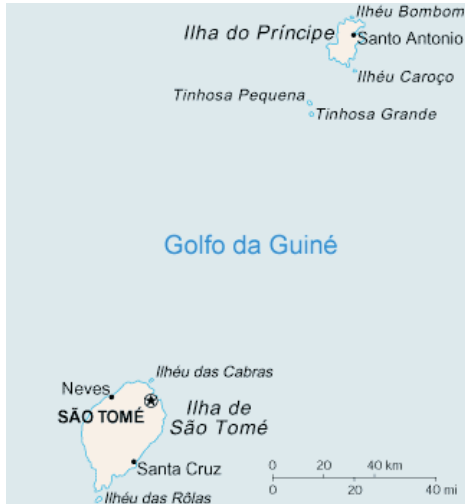 Ilhéu Bombom
Ilha do Príncipe
Santo Antonio
Ilhéu Caroço
Tinhosa Pequena
Tinhosa Grande
Golfo da Guiné
Ilhéu das Cabras
Neves
SÃO TOMÉ
Ilha de
São Tomé
Santa Cruz
Ilhéu das Rôlas
0 20 40 km
0 20 40 mi